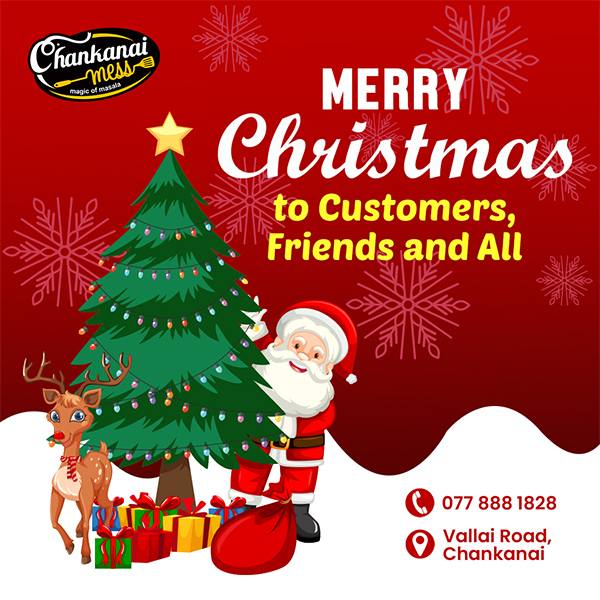 Chankanai
mess
magic of masala
MERRY
Christmas
to Customers,
Friends and All
077 888 1828
Vallai Road,
Chankanai